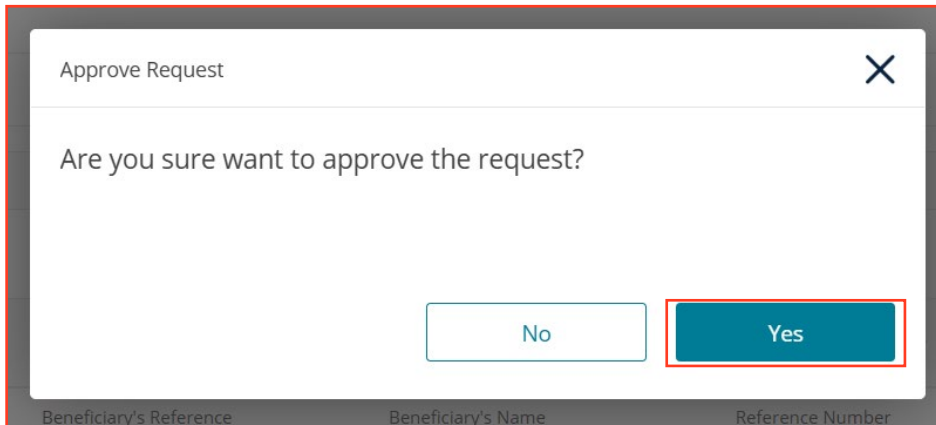 Approve Request
Are you sure want to approve the request?
No Yes
Beneficiary's Reference Beneficiary's Name Reference Number